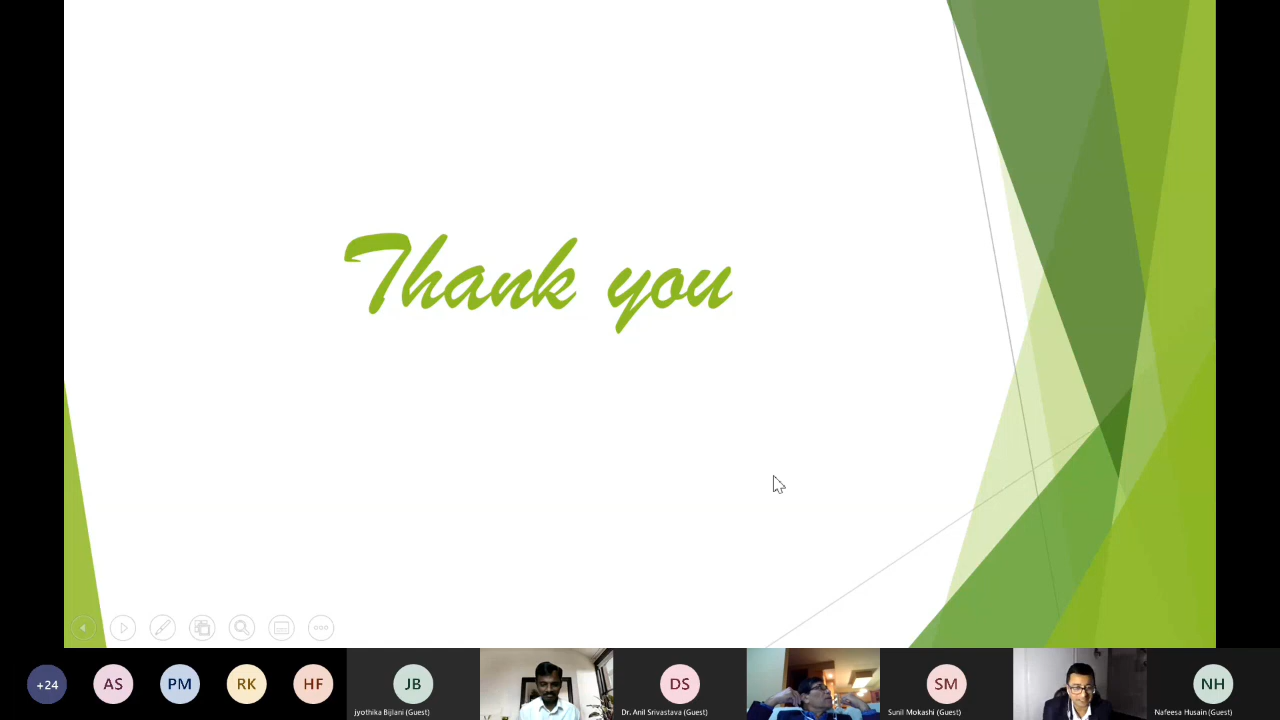 Thank you
+24
AS
PM
RK
HF
JB
jyothika Bijlani (Guest)
DS
Dr. Anil Srivastava (Guest)
SM
Sunil Mokashi (Guest)
NH
Nafeesa Husain (Guest)